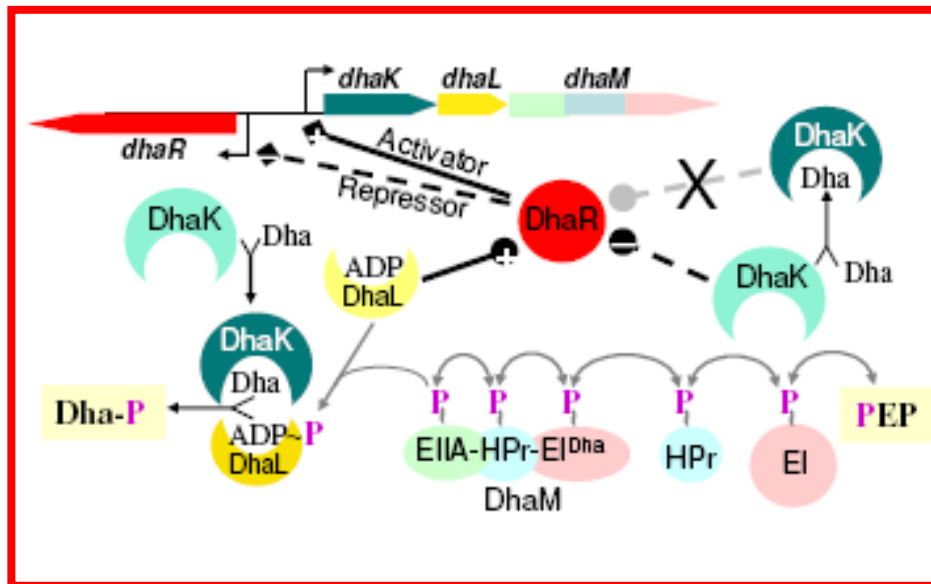 dhaK
dhaL
dhaM
dhaR
Activator
Repressor
DhaR
X
DhaK
Dha
DhaK
Dha
DhaK
Dha
ADP
DhaL
+
+
DhaK
Dha
ADP~P
DhaL
Dha-P
P
P
P
P
P
PEP
EIIA-HPr-EIDha
DhaM
HPr
EI